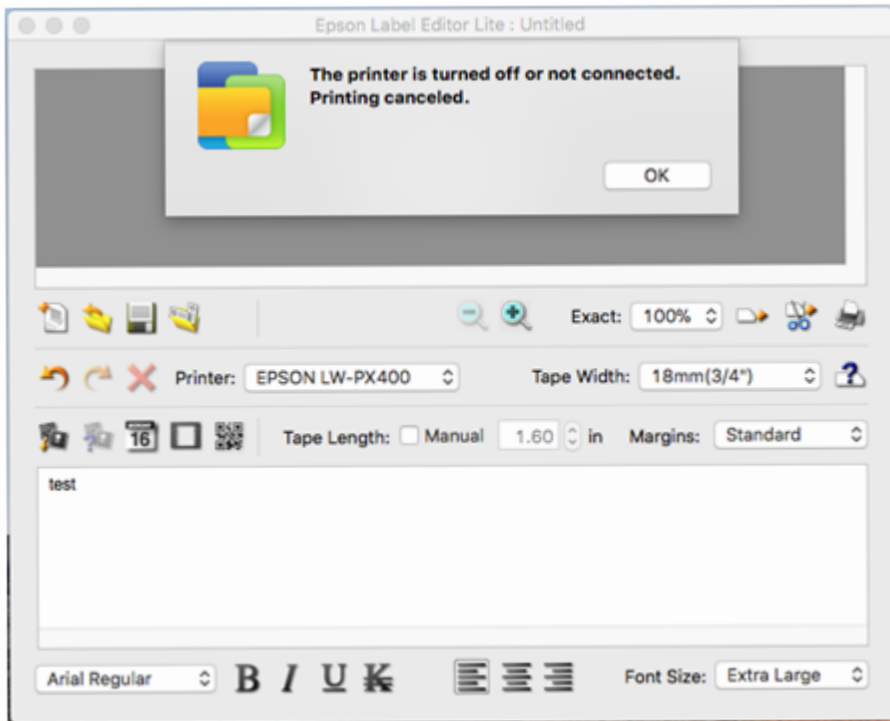 Epson Label Editor Lite : Untitled
The printer is turned off or not connected.
Printing canceled.
OK
Exact: 100%
Printer: EPSON LW-PX400 Tape Width: 18mm(3/4") ?
16 Tape Length: Manual 1.60 in Margins: Standard
test
Arial Regular B I U K Font Size: Extra Large